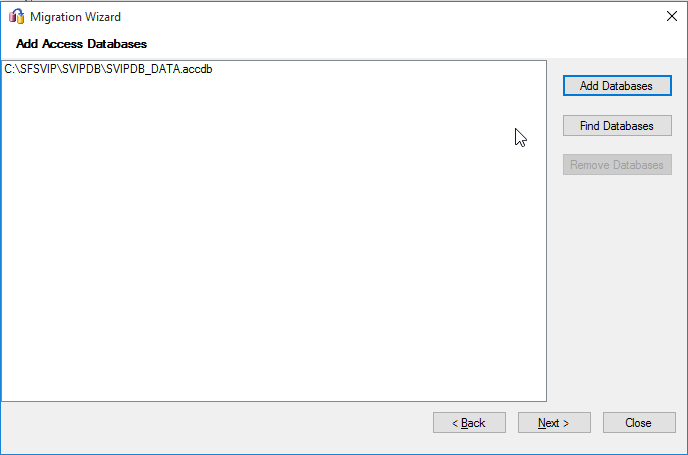 Migration Wizard
Add Access Databases
C:\SFSVIP\SVIPDB\SVIPDB_DATA.accdb
Add Databases
Find Databases
Remove Databases
< Back
Next >
Close